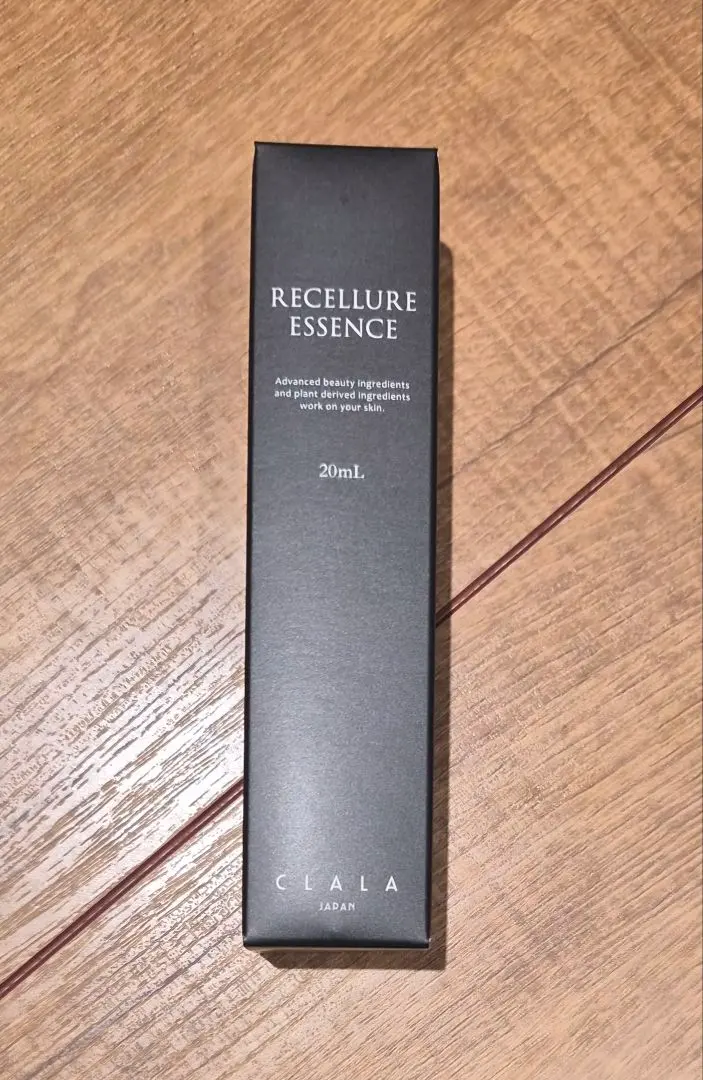 RECELLURE
ESSENCE
Advanced beauty ingredients
and plant derived ingredients
work on your skin.
20mL
CLALA
JAPAN